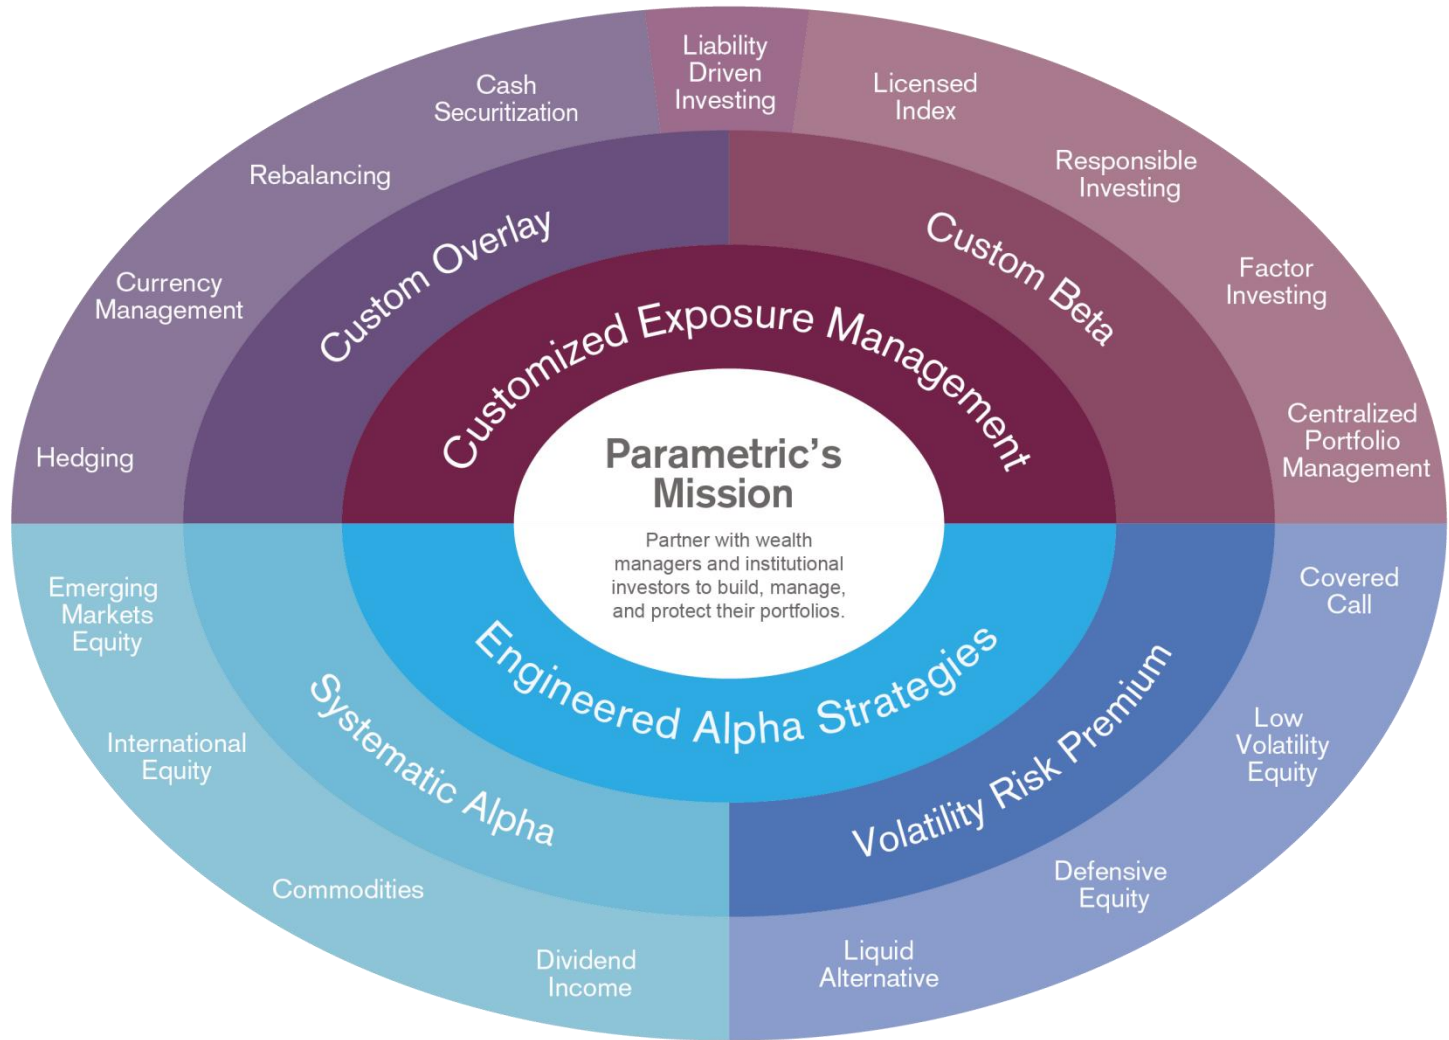 Liability
Driven
Investing
Licensed
Index
Responsible
Investing
Factor
Investing
Centralized
Portfolio
Management
Cash
Securitization
Rebalancing
Currency
Management
Hedging
Custom Overlay
Custom Beta
Customized Exposure Management
Parametric’s
Mission
Partner with wealth
managers and institutional
investors to build, manage,
and protect their portfolios.
Engineered Alpha Strategies
Systematic Alpha
Volatility Risk Premium
Emerging
Markets
Equity
International
Equity
Commodities
Dividend
Income
Covered
Call
Low
Volatility
Equity
Defensive
Equity
Liquid
Alternative